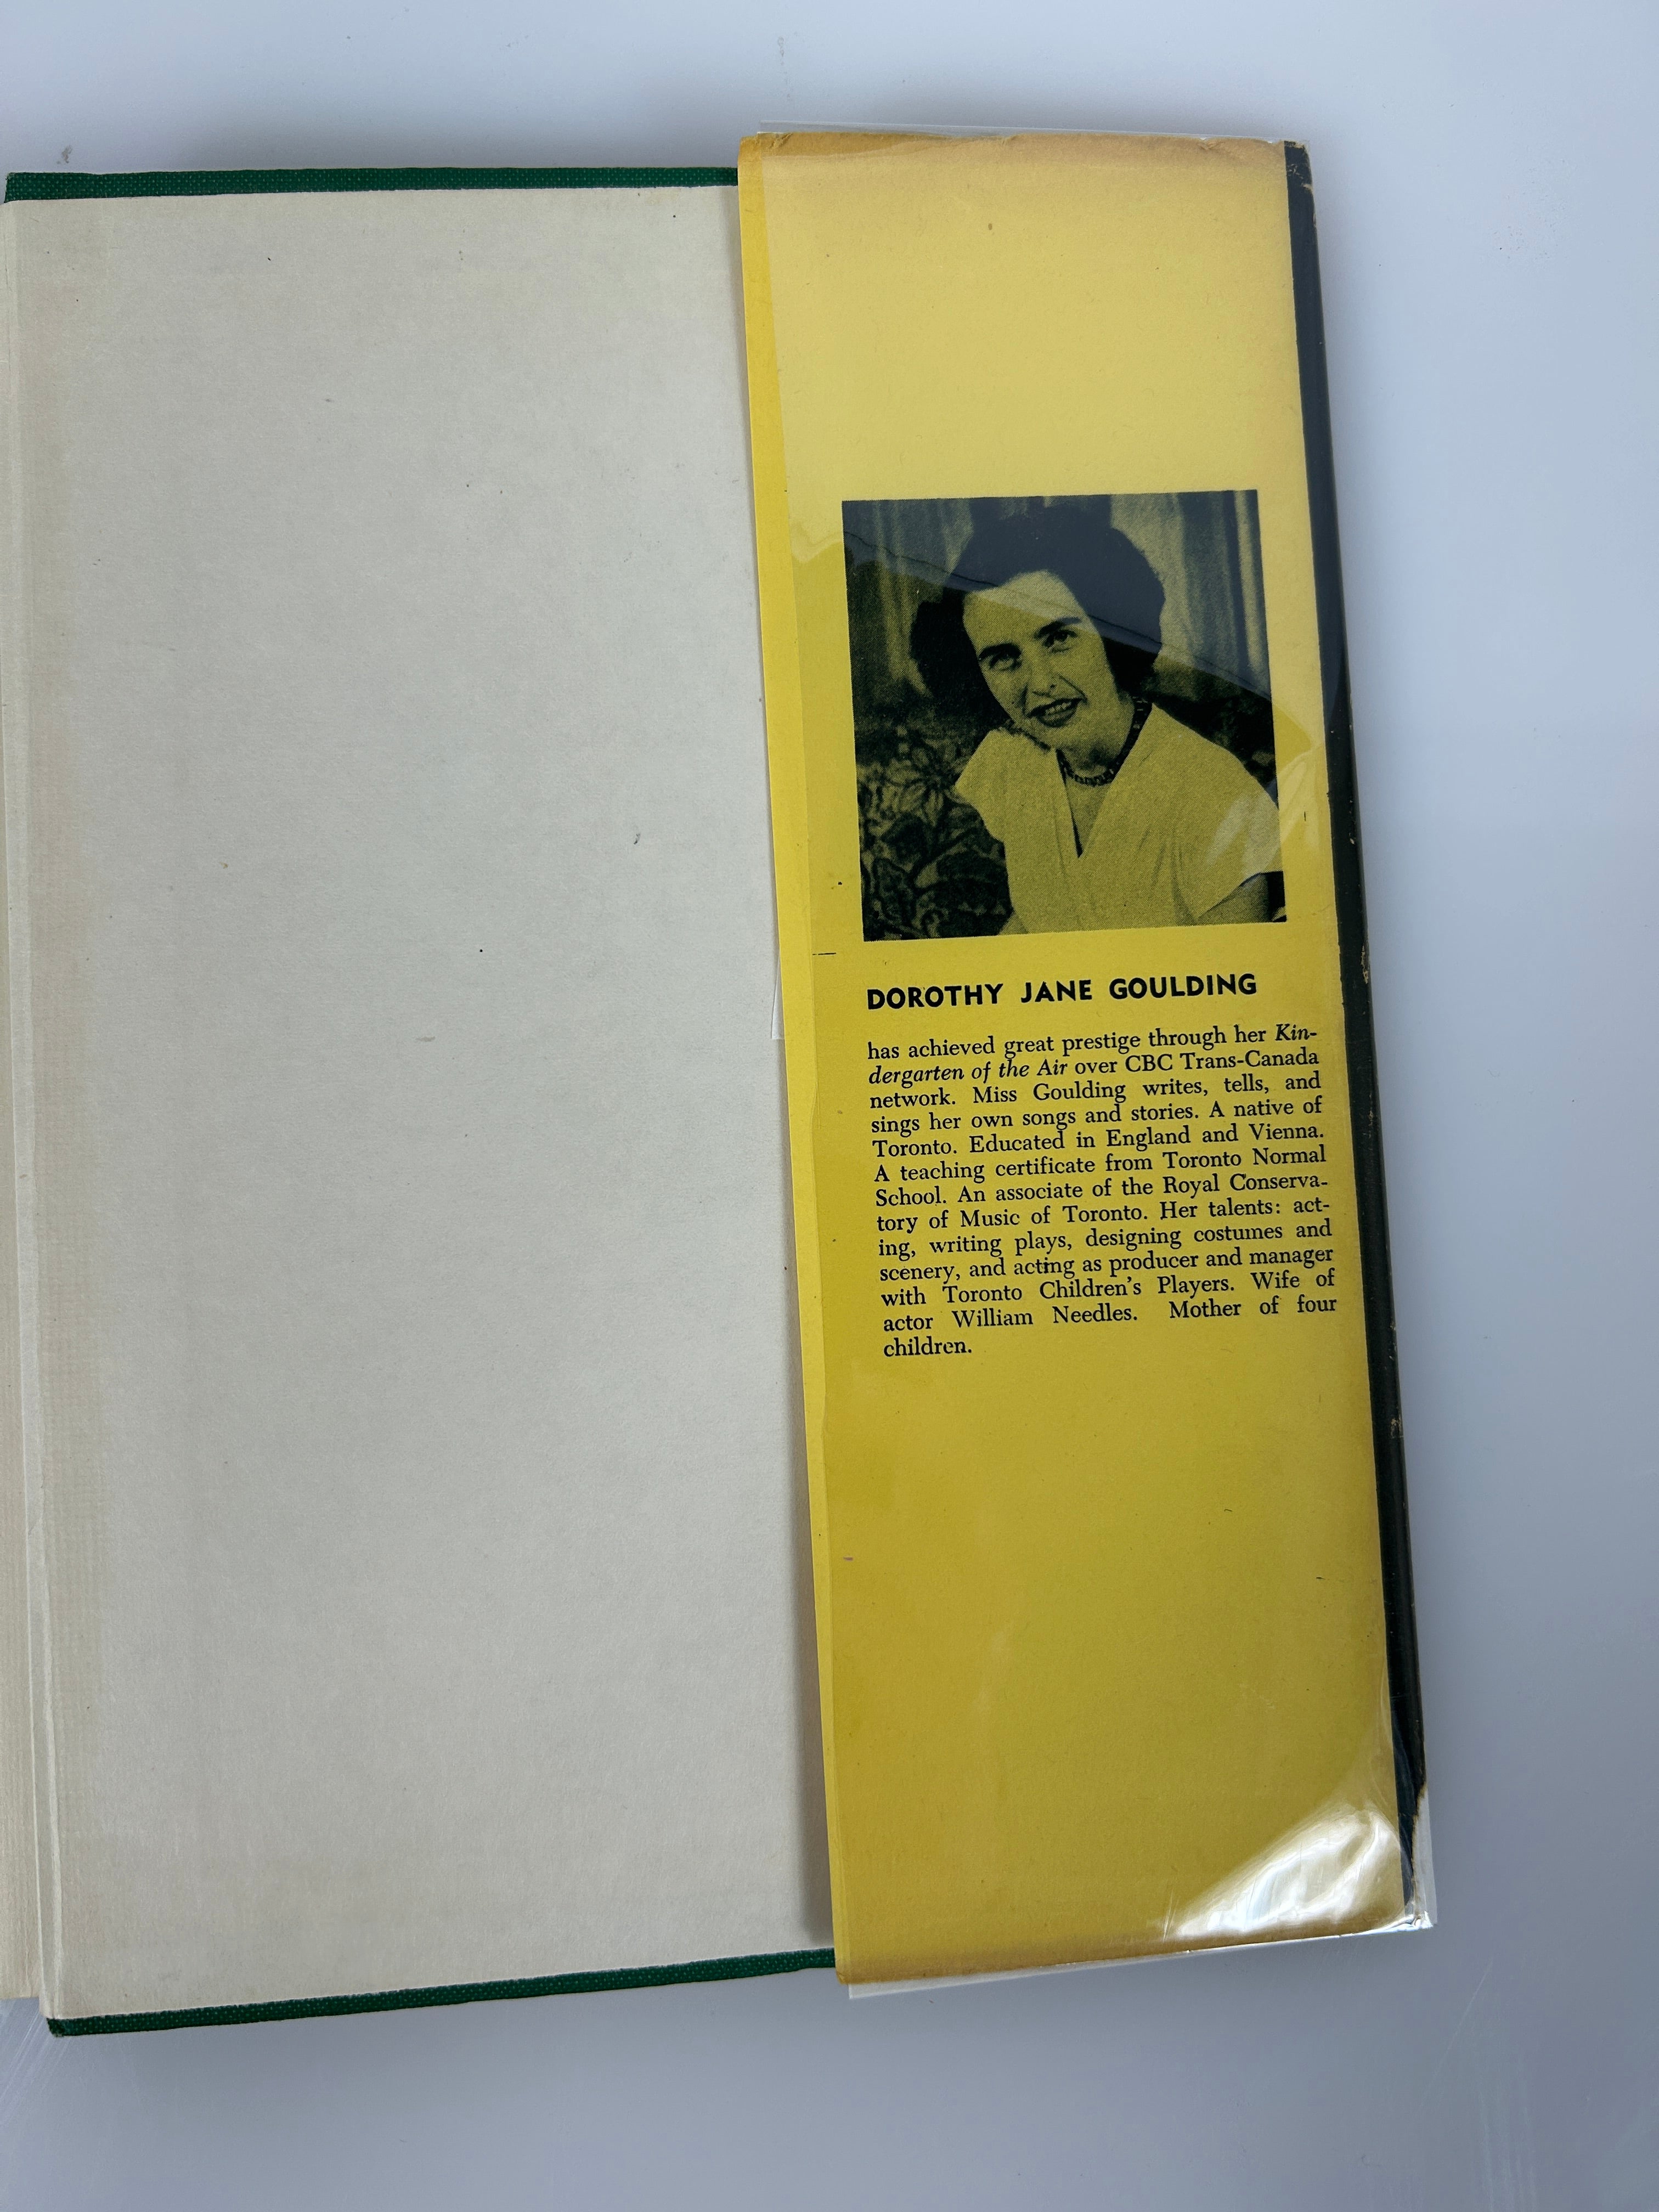 DOROTHY JANE GOULDING
has achieved great prestige through her Kin-
dergarten of the Air over CBC Trans-Canada
network. Miss Goulding writes, tells, and
sings her own songs and stories. A native of
Toronto. Educated in England and Vienna.
A teaching certificate from Toronto Normal
School. An associate of the Royal Conserva-
tory of Music of Toronto. Her talents: act-
ing, writing plays, designing costumes and
scenery, and acting as producer and manager
with Toronto Children's Players. Wife of
actor William Needles. Mother of four
children.